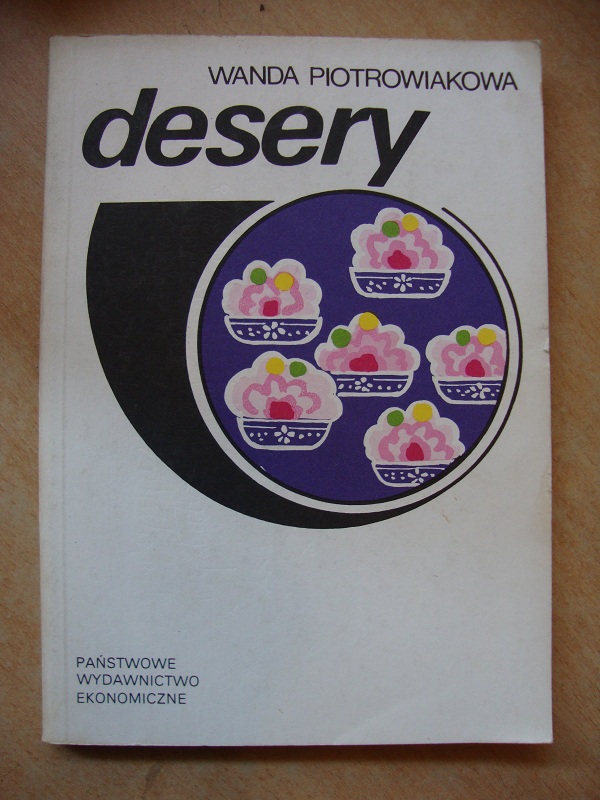 WANDA PIOTROWIAKOWA
desery
PAŃSTWOWE
WYDAWNICTWO
EKONOMICZNE